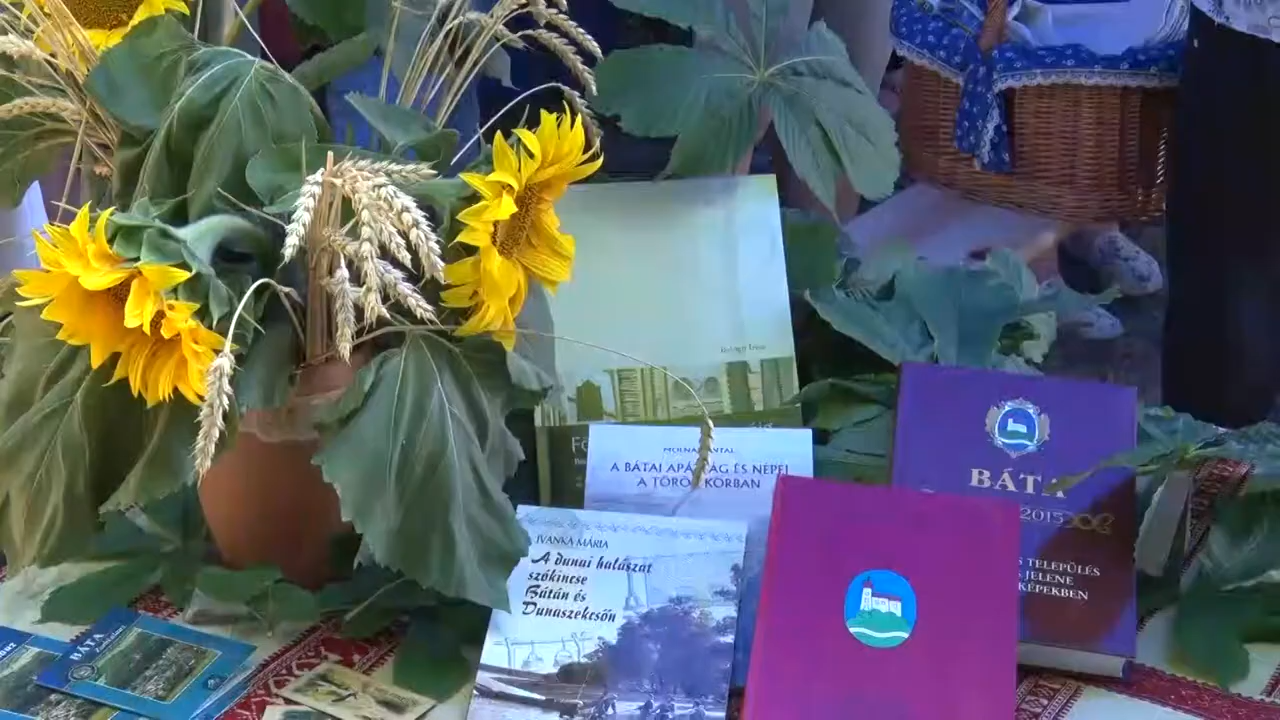 MOLNÁR ANTAL
A BÁTAI APÁTSÁG ÉS NÉPEI
A TÖRÖK KORBAN
IVANKA MÁRIA
A dunai halászat
szókincse
Bátán és
Dunaszekcsőn
BÁTA
2015
TELEPÜLÉS
JELENE
KÉPEKBEN
BÁTA